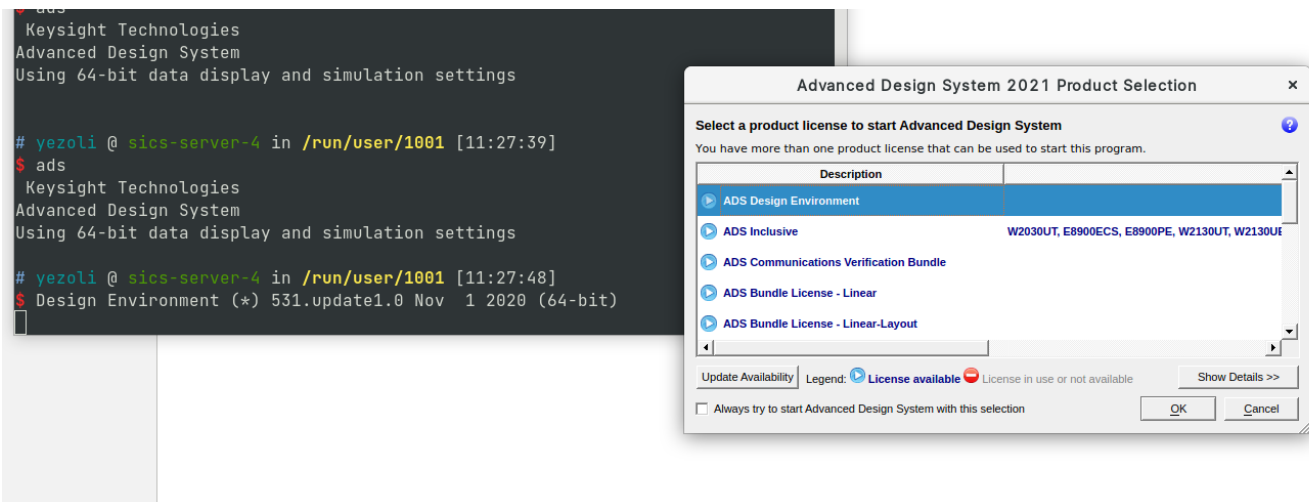 $ ads
Keysight Technologies
Advanced Design System
Using 64-bit data display and simulation settings
# yezoli @ sics-server-4 in /run/user/1001 [11:27:39]
$ ads
Keysight Technologies
Advanced Design System
Using 64-bit data display and simulation settings
# yezoli @ sics-server-4 in /run/user/1001 [11:27:48]
$ Design Environment (*) 531.update1.0 Nov  1 2020 (64-bit)
Advanced Design System 2021 Product Selection ×
Select a product license to start Advanced Design System ?
You have more than one product license that can be used to start this program.
Description
ADS Design Environment
ADS Inclusive W2030UT, E8900ECS, E8900PE, W2130UT, W2130UE
ADS Communications Verification Bundle
ADS Bundle License - Linear
ADS Bundle License - Linear-Layout
Update Availability Legend: License available License in use or not available Show Details >>
Always try to start Advanced Design System with this selection OK Cancel